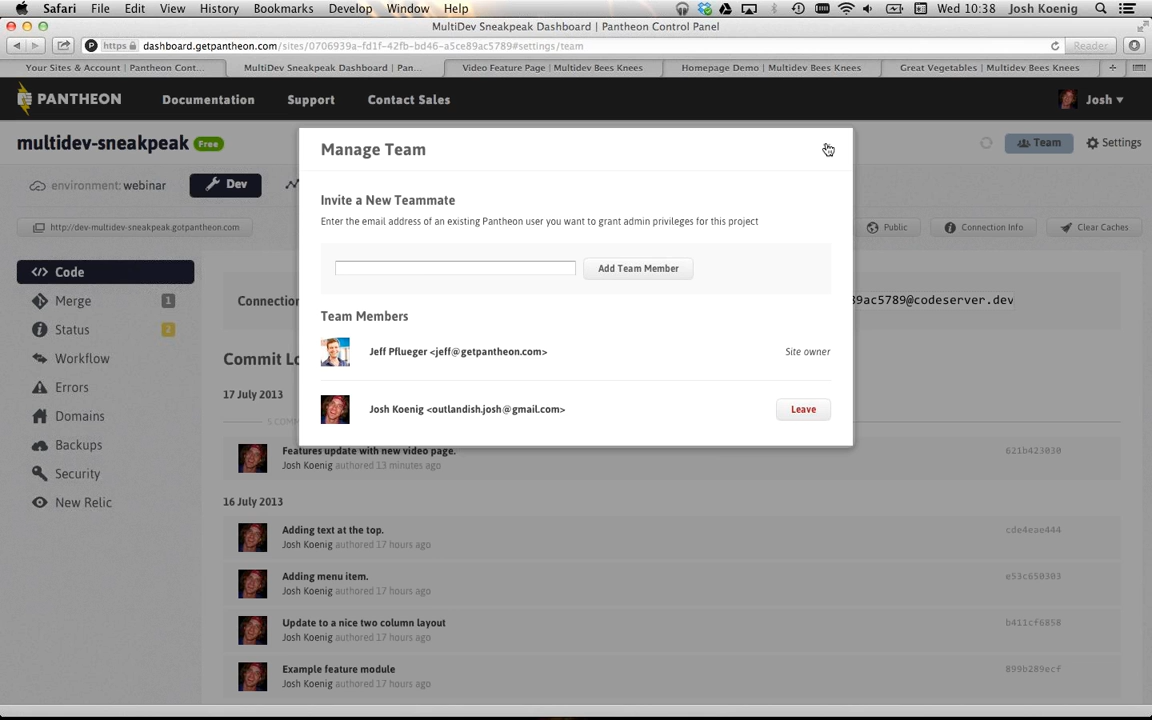 Safari File Edit View History Bookmarks Develop Window Help Wed 10:38 Josh Koenig
MultiDev Sneakpeak Dashboard | Pantheon Control Panel
https dashboard.getpantheon.com/sites/0706939a-fd1f-42fb-bd46-a5ce89ac5789#settings/team Reader
Your Sites & Account | Pantheon Cont... MultiDev Sneakpeak Dashboard | Pan... Video Feature Page | Multidev Bees Knees Homepage Demo | Multidev Bees Knees Great Vegetables | Multidev Bees Knees
PANTHEON Documentation Support Contact Sales Josh
multidev-sneakpeak Free Team Settings
Manage Team
environment: webinar Dev
Invite a New Teammate
Enter the email address of an existing Pantheon user you want to grant admin privileges for this project
http://dev-multidev-sneakpeak.gotpantheon.com Public Connection Info Clear Caches
Add Team Member
Code
Merge 1
Connection 9ac5789@codeserver.dev
Team Members
Status 2
Jeff Pflueger <jeff@getpantheon.com> Site owner
Workflow
Commit Lo
Errors
17 July 2013
Josh Koenig <outlandish.josh@gmail.com> Leave
Domains
5 COMM
Backups
Features update with new video page. 621b423030
Josh Koenig authored 13 minutes ago
Security
New Relic
16 July 2013
Adding text at the top. cde4eae444
Josh Koenig authored 17 hours ago
Adding menu item. e53c650303
Josh Koenig authored 17 hours ago
Update to a nice two column layout b411cf6858
Josh Koenig authored 17 hours ago
Example feature module 899b289ecf
Josh Koenig authored 17 hours ago